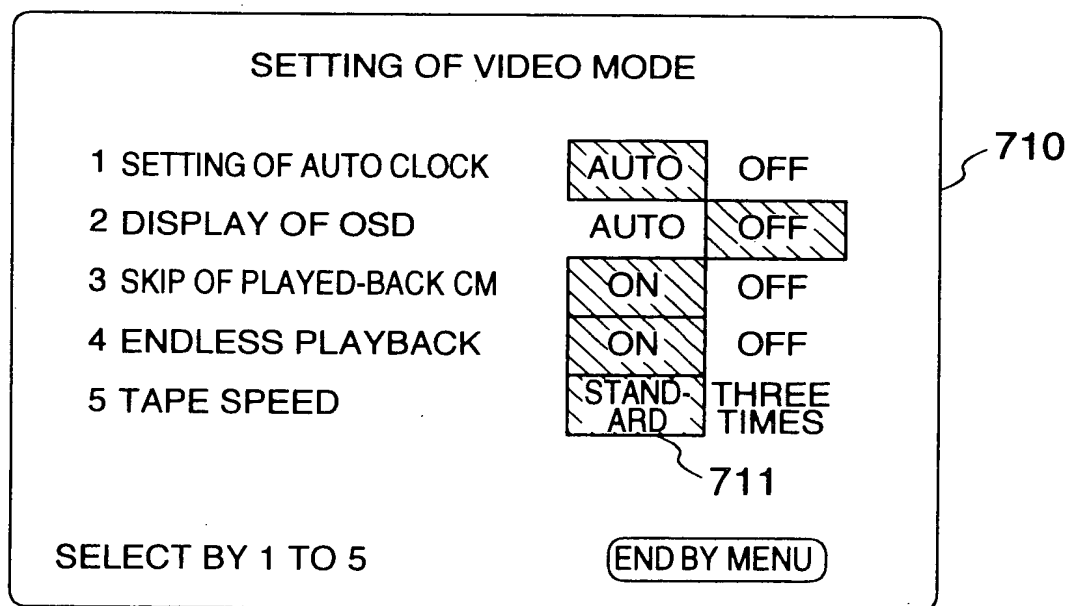 SETTING OF VIDEO MODE
1 SETTING OF AUTO CLOCK AUTO OFF
2 DISPLAY OF OSD AUTO OFF
3 SKIP OF PLAYED-BACK CM ON OFF
4 ENDLESS PLAYBACK ON OFF
5 TAPE SPEED STAND-ARD THREE TIMES
710
711
SELECT BY 1 TO 5 END BY MENU